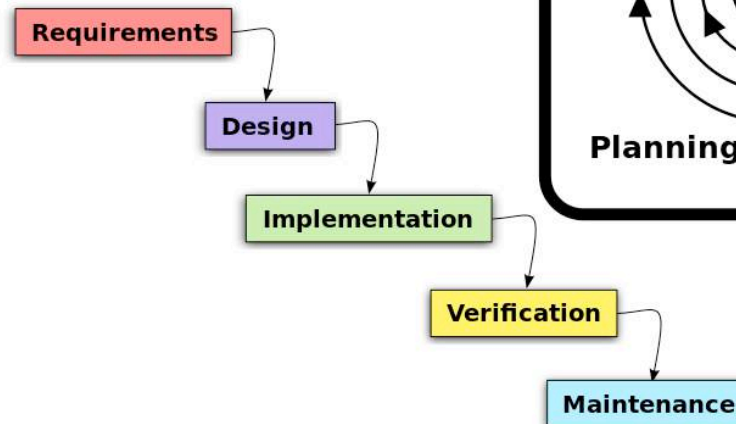 Requirements
Design
Planning
Implementation
Verification
Maintenance